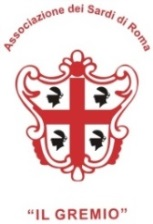 Associazione dei Sardi di Roma
"IL GREMIO"